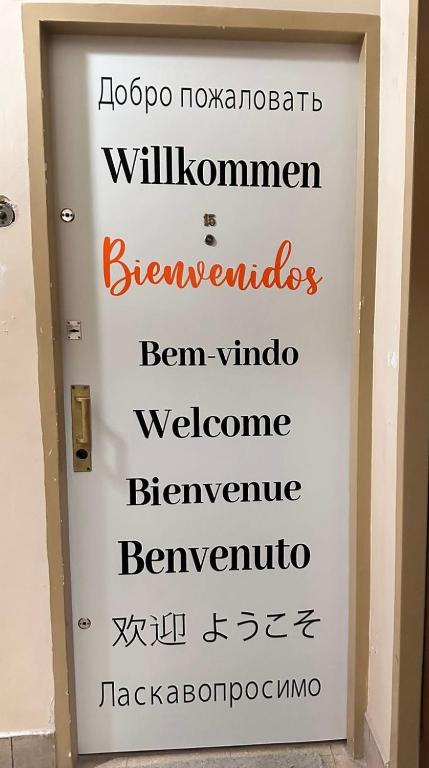 Добро пожаловать
Willkommen
15
Bienvenidos
Bem-vindo
Welcome
Bienvenue
Benvenuto
欢迎 ようこそ
Ласкавопросимо